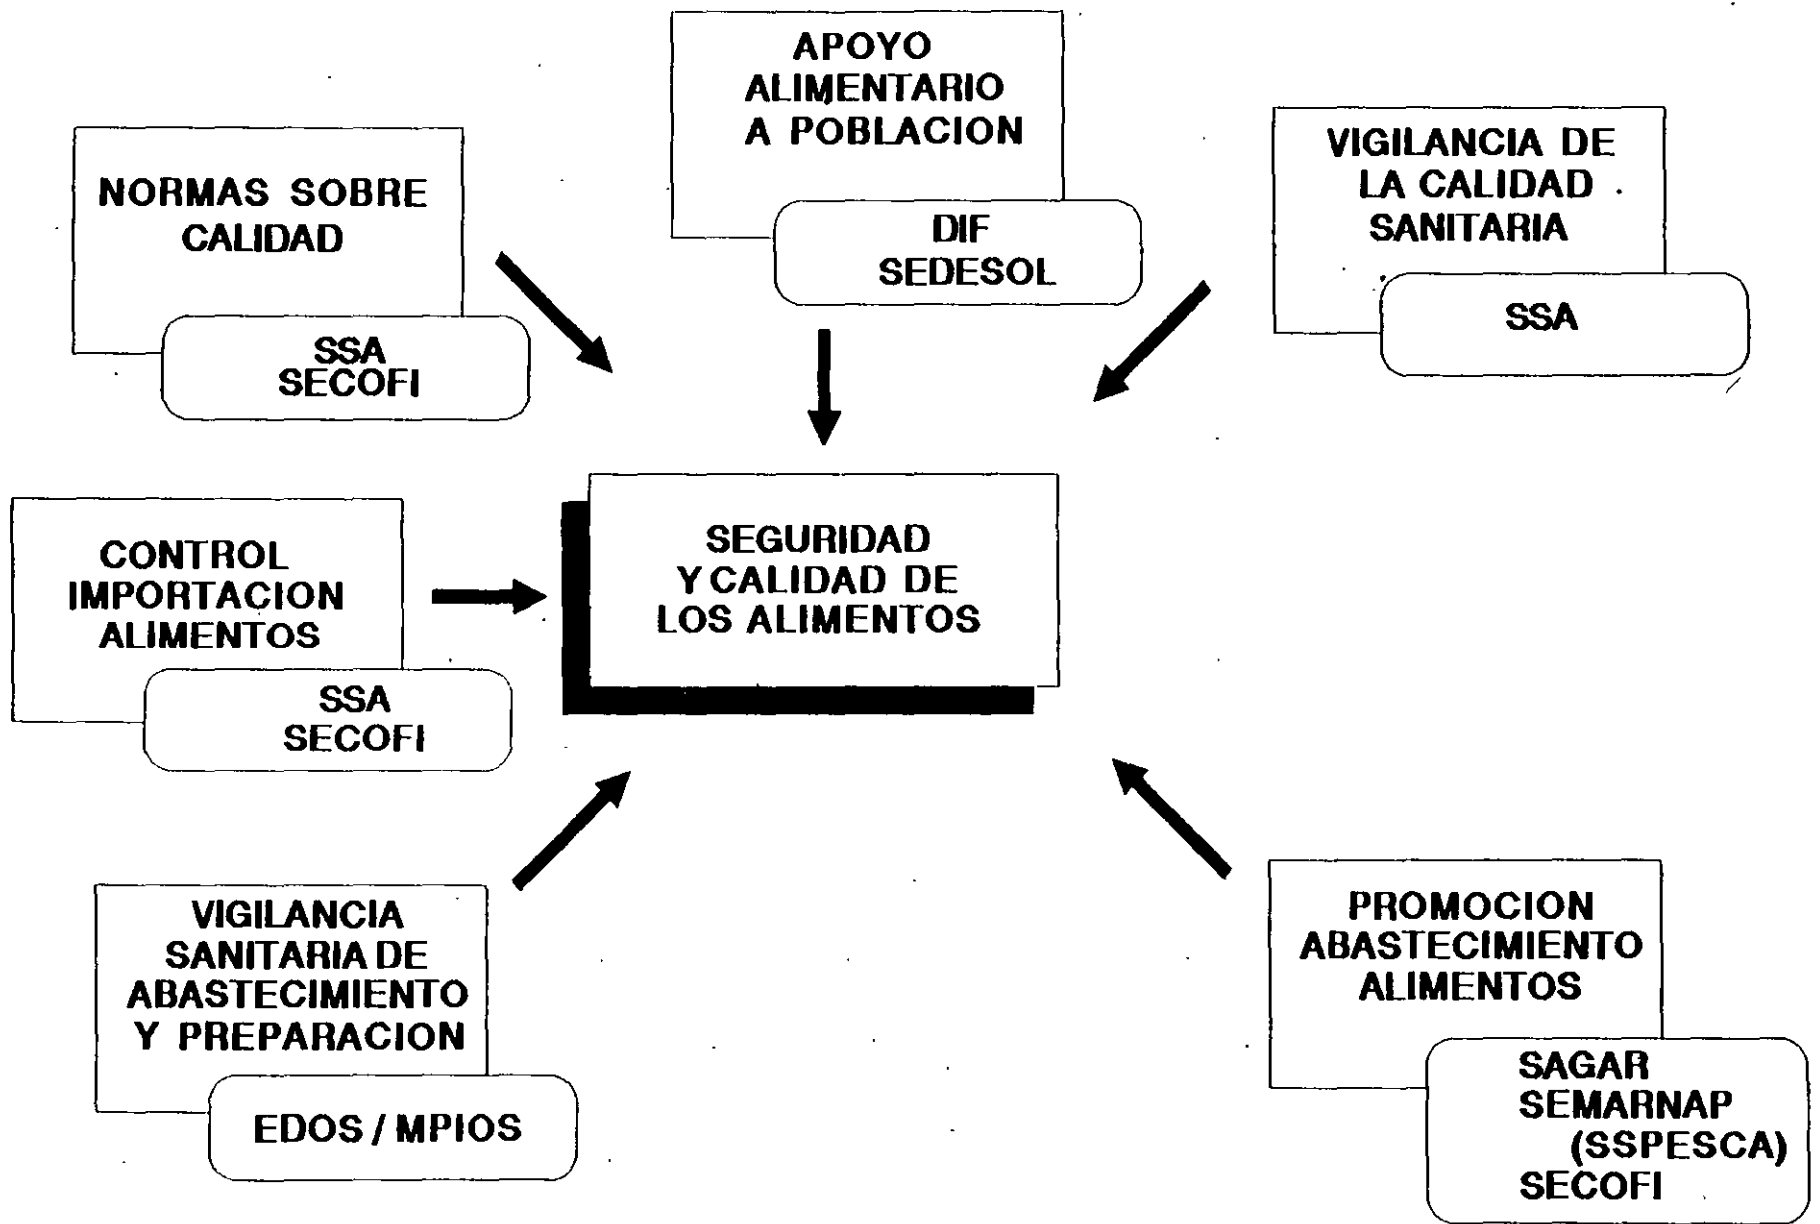 APOYO
ALIMENTARIO
A POBLACION
DIF
SEDESOL
NORMAS SOBRE
CALIDAD
SSA
SECOFI
VIGILANCIA DE
LA CALIDAD
SANITARIA
SSA
CONTROL
IMPORTACION
ALIMENTOS
SSA
SECOFI
SEGURIDAD
Y CALIDAD DE
LOS ALIMENTOS
VIGILANCIA
SANITARIA DE
ABASTECIMIENTO
Y PREPARACION
EDOS / MPIOS
PROMOCION
ABASTECIMIENTO
ALIMENTOS
SAGAR
SEMARNAP
(SSPESCA)
SECOFI